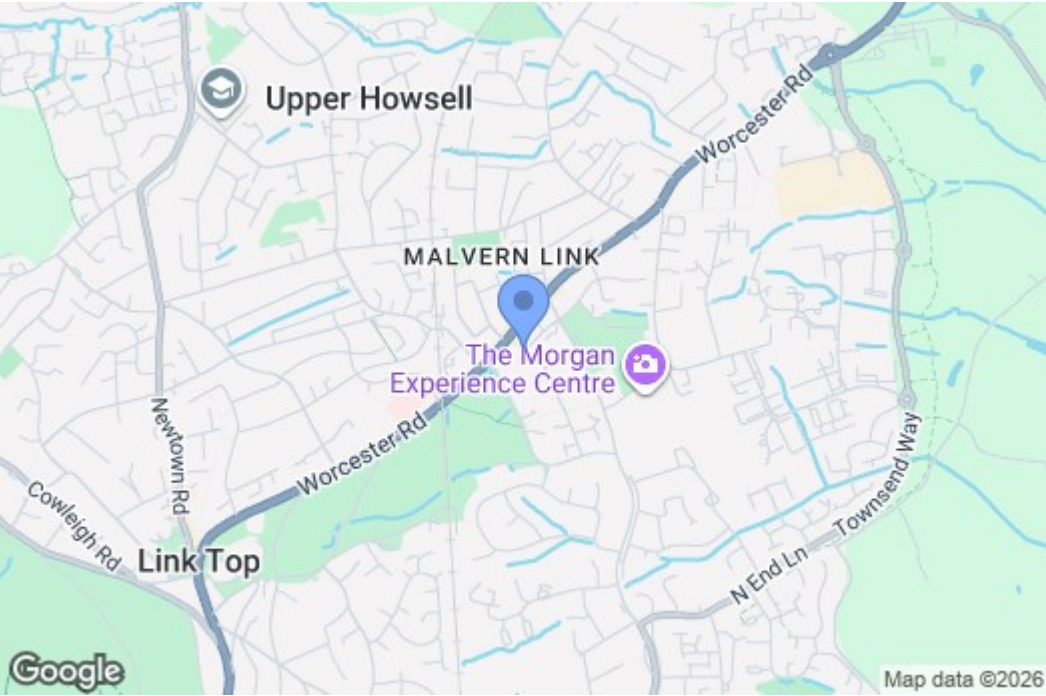 Worcester Rd
Upper Howsell
MALVERN LINK
The Morgan
Experience Centre
Newtown Rd
Worcester Rd
Townsend Way
Cowleigh Rd
Link Top
N End Ln
Google
Map data ©2026